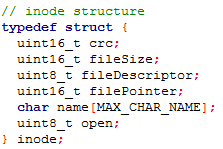 // inode structure
typedef struct {
  uint16_t crc;
  uint16_t fileSize;
  uint8_t fileDescriptor;
  uint16_t filePointer;
  char name[MAX_CHAR_NAME];
  uint8_t open;
} inode;